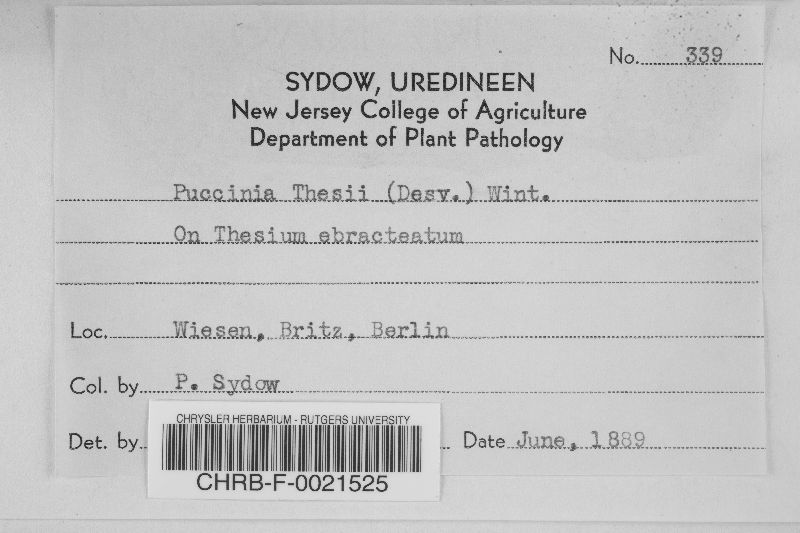 No. 339
SYDOW, UREDINEEN
New Jersey College of Agriculture
Department of Plant Pathology
Puccinia Thesii (Desv.) Wint.
On Thesium ebracteatum
Loc. Wiesen, Britz, Berlin
Col. by P. Sydow
Det. by Date June, 1889
CHRYSLER HERBARIUM - RUTGERS UNIVERSITY
CHRB-F-0021525